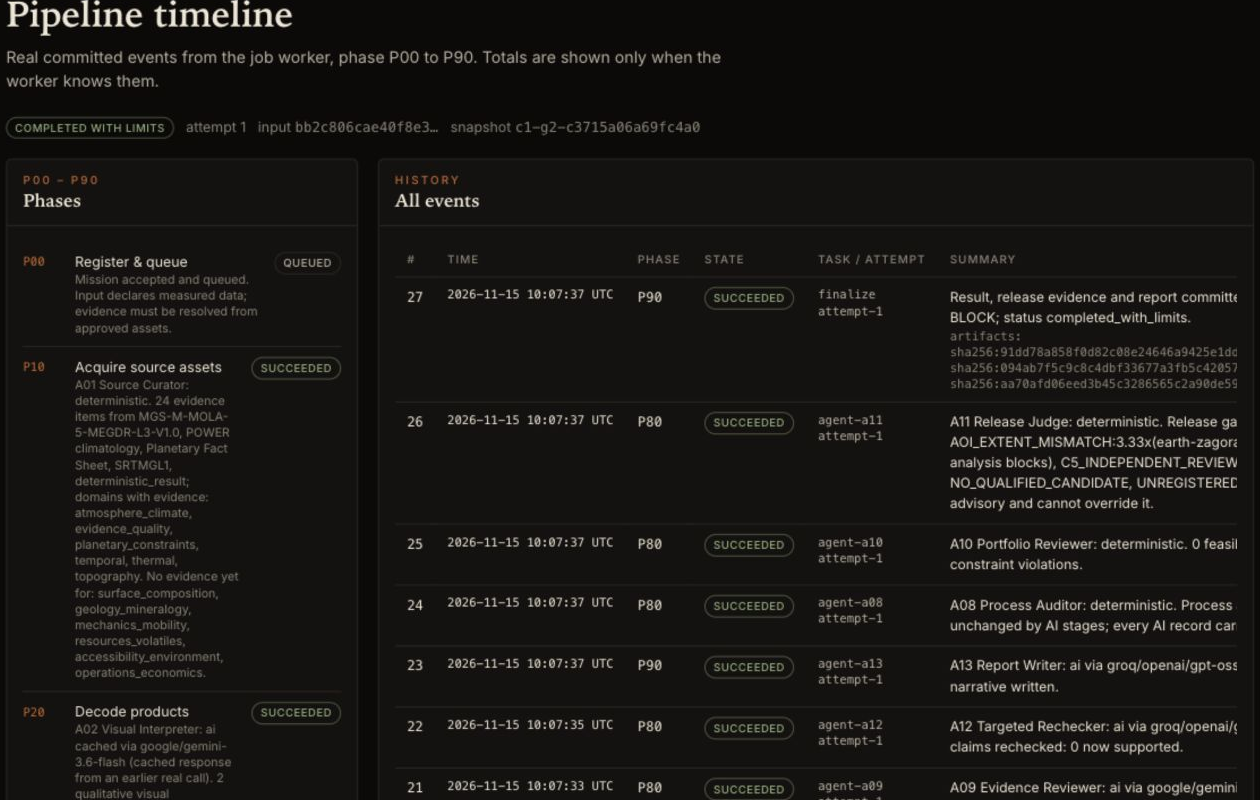 Pipeline timeline
Real committed events from the job worker, phase P00 to P90. Totals are shown only when the
worker knows them.
COMPLETED WITH LIMITS attempt 1 input bb2c806cae40f8e3… snapshot c1-g2-c3715a06a69fc4a0
P00 – P90
Phases
P00 Register & queue QUEUED
Mission accepted and queued.
Input declares measured data;
evidence must be resolved from
approved assets.
P10 Acquire source assets SUCCEEDED
A01 Source Curator:
deterministic. 24 evidence
items from MGS-M-MOLA-
5-MEGDR-L3-V1.0, POWER
climatology, Planetary Fact
Sheet, SRTMGL1,
deterministic_result;
domains with evidence:
atmosphere_climate,
evidence_quality,
planetary_constraints,
temporal, thermal,
topography. No evidence yet
for: surface_composition,
geology_mineralogy,
mechanics_mobility,
resources_volatiles,
accessibility_environment,
operations_economics.
P20 Decode products SUCCEEDED
A02 Visual Interpreter: ai
cached via google/gemini-
3.6-flash (cached response
from an earlier real call). 2
qualitative visual
HISTORY
All events
# TIME PHASE STATE TASK / ATTEMPT SUMMARY
27 2026-11-15 10:07:37 UTC P90 SUCCEEDED finalize Result, release evidence and report committe
attempt-1 BLOCK; status completed_with_limits.
artifacts:
sha256:91dd78a858f0d82c08e24646a9425e1dd
sha256:094ab7f5c9c8c4dbf33677a3fb5c42057
sha256:aa70afd06eed3b45c3286565c2a90de59
26 2026-11-15 10:07:37 UTC P80 SUCCEEDED agent-a11 A11 Release Judge: deterministic. Release ga
attempt-1 AOI_EXTENT_MISMATCH:3.33x(earth-zagora
analysis blocks), C5_INDEPENDENT_REVIEW
NO_QUALIFIED_CANDIDATE, UNREGISTERED
advisory and cannot override it.
25 2026-11-15 10:07:37 UTC P80 SUCCEEDED agent-a10 A10 Portfolio Reviewer: deterministic. 0 feasil
attempt-1 constraint violations.
24 2026-11-15 10:07:37 UTC P80 SUCCEEDED agent-a08 A08 Process Auditor: deterministic. Process
attempt-1 unchanged by AI stages; every AI record car
23 2026-11-15 10:07:37 UTC P90 SUCCEEDED agent-a13 A13 Report Writer: ai via groq/openai/gpt-oss
attempt-1 narrative written.
22 2026-11-15 10:07:35 UTC P80 SUCCEEDED agent-a12 A12 Targeted Rechecker: ai via groq/openai/g
attempt-1 claims rechecked: 0 now supported.
21 2026-11-15 10:07:33 UTC P80 SUCCEEDED agent-a09 A09 Evidence Reviewer: ai via google/gemini